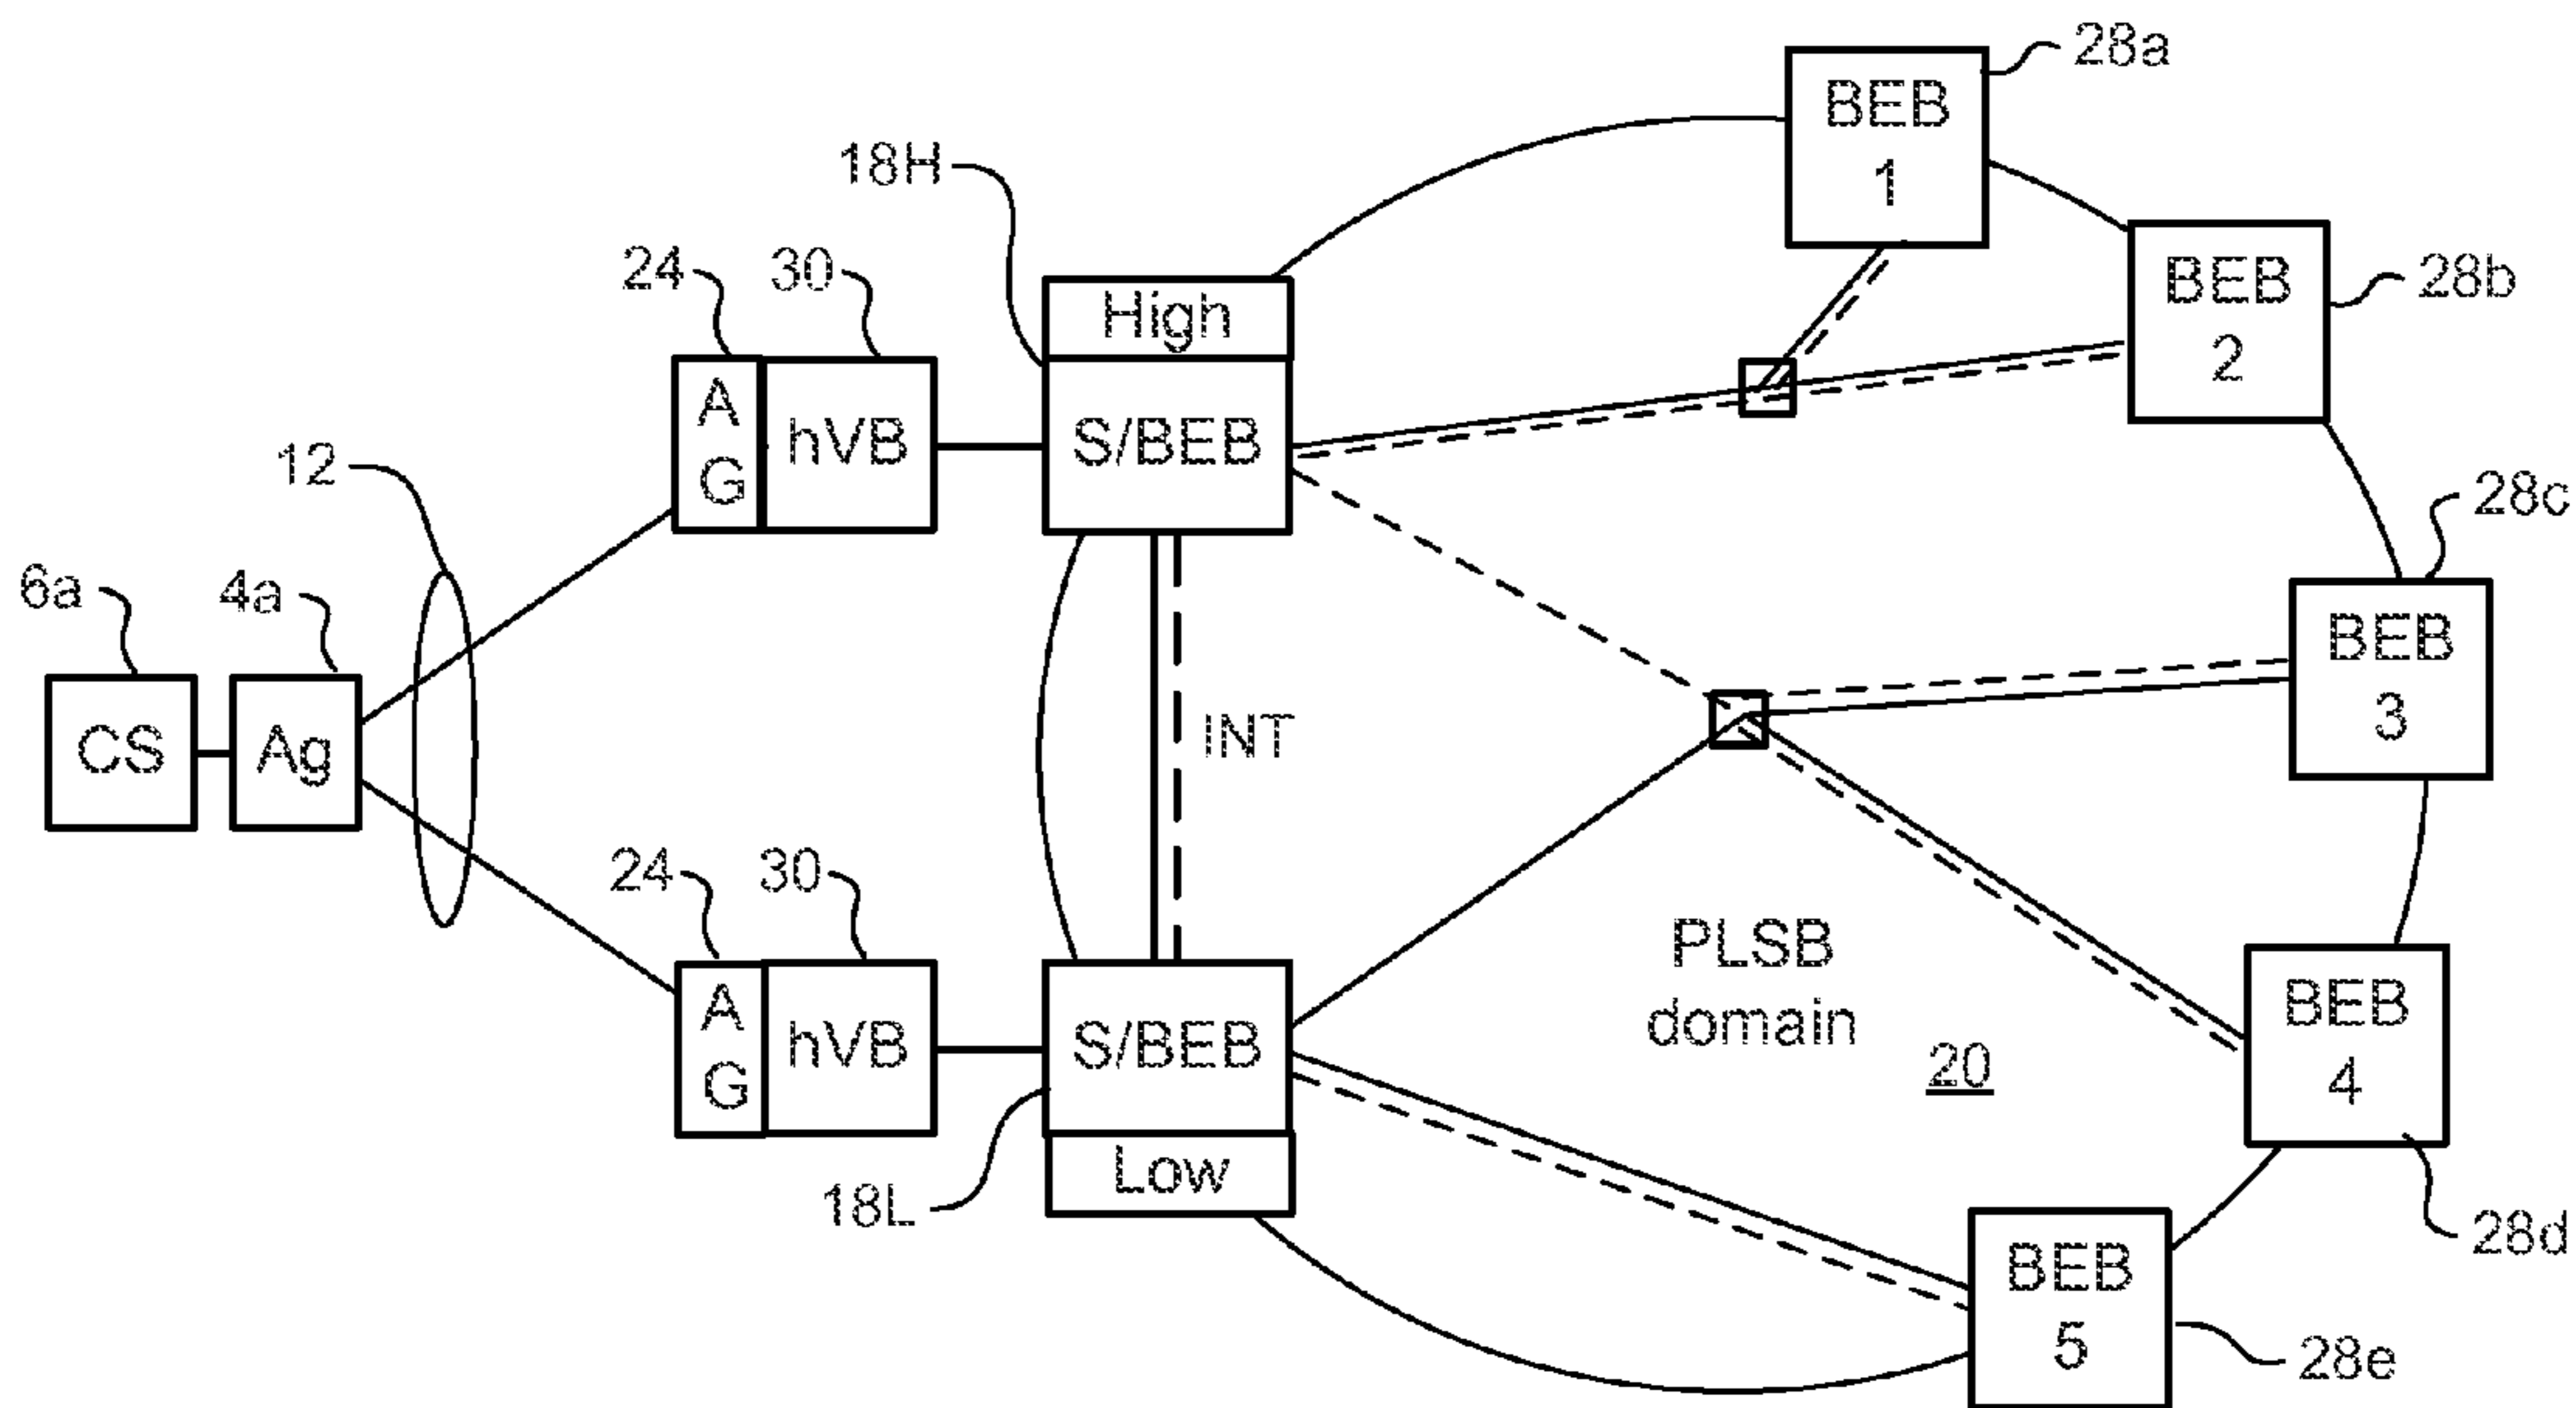 28a
BEB
1
18H
28b
BEB
2
24
30
High
A
G
hVB
S/BEB
12
28c
6a
4a
BEB
3
CS
Ag
INT
24
30
PLSB
domain
20
A
G
hVB
S/BEB
BEB
4
18L
Low
28d
BEB
5
28e